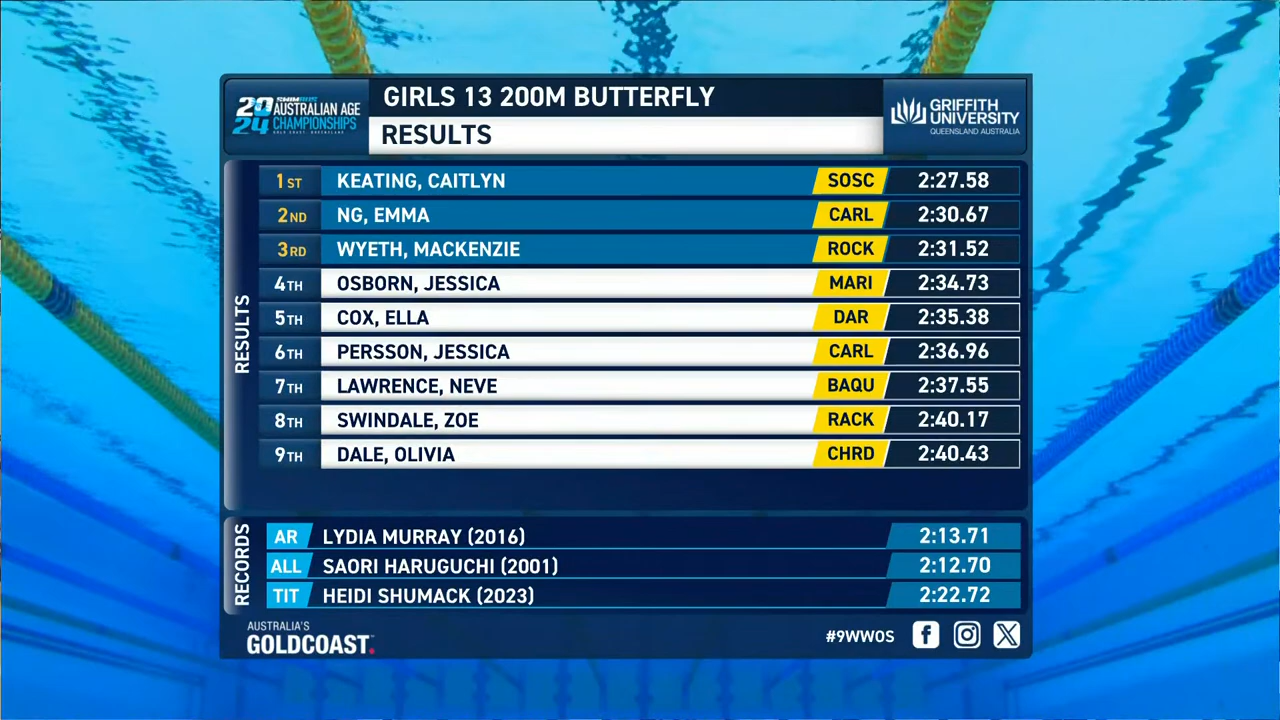 2024 AUSTRALIAN AGE
CHAMPIONSHIPS
GOLD COAST, QUEENSLAND
GIRLS 13 200M BUTTERFLY
RESULTS
GRIFFITH
UNIVERSITY
QUEENSLAND AUSTRALIA
RESULTS
1ST KEATING, CAITLYN SOSC 2:27.58
2ND NG, EMMA CARL 2:30.67
3RD WYETH, MACKENZIE ROCK 2:31.52
4TH OSBORN, JESSICA MARI 2:34.73
5TH COX, ELLA DAR 2:35.38
6TH PERSSON, JESSICA CARL 2:36.96
7TH LAWRENCE, NEVE BAQU 2:37.55
8TH SWINDALE, ZOE RACK 2:40.17
9TH DALE, OLIVIA CHRD 2:40.43
RECORDS
AR LYDIA MURRAY (2016) 2:13.71
ALL SAORI HARUGUCHI (2001) 2:12.70
TIT HEIDI SHUMACK (2023) 2:22.72
AUSTRALIA'S
GOLDCOAST.
#9WWOS